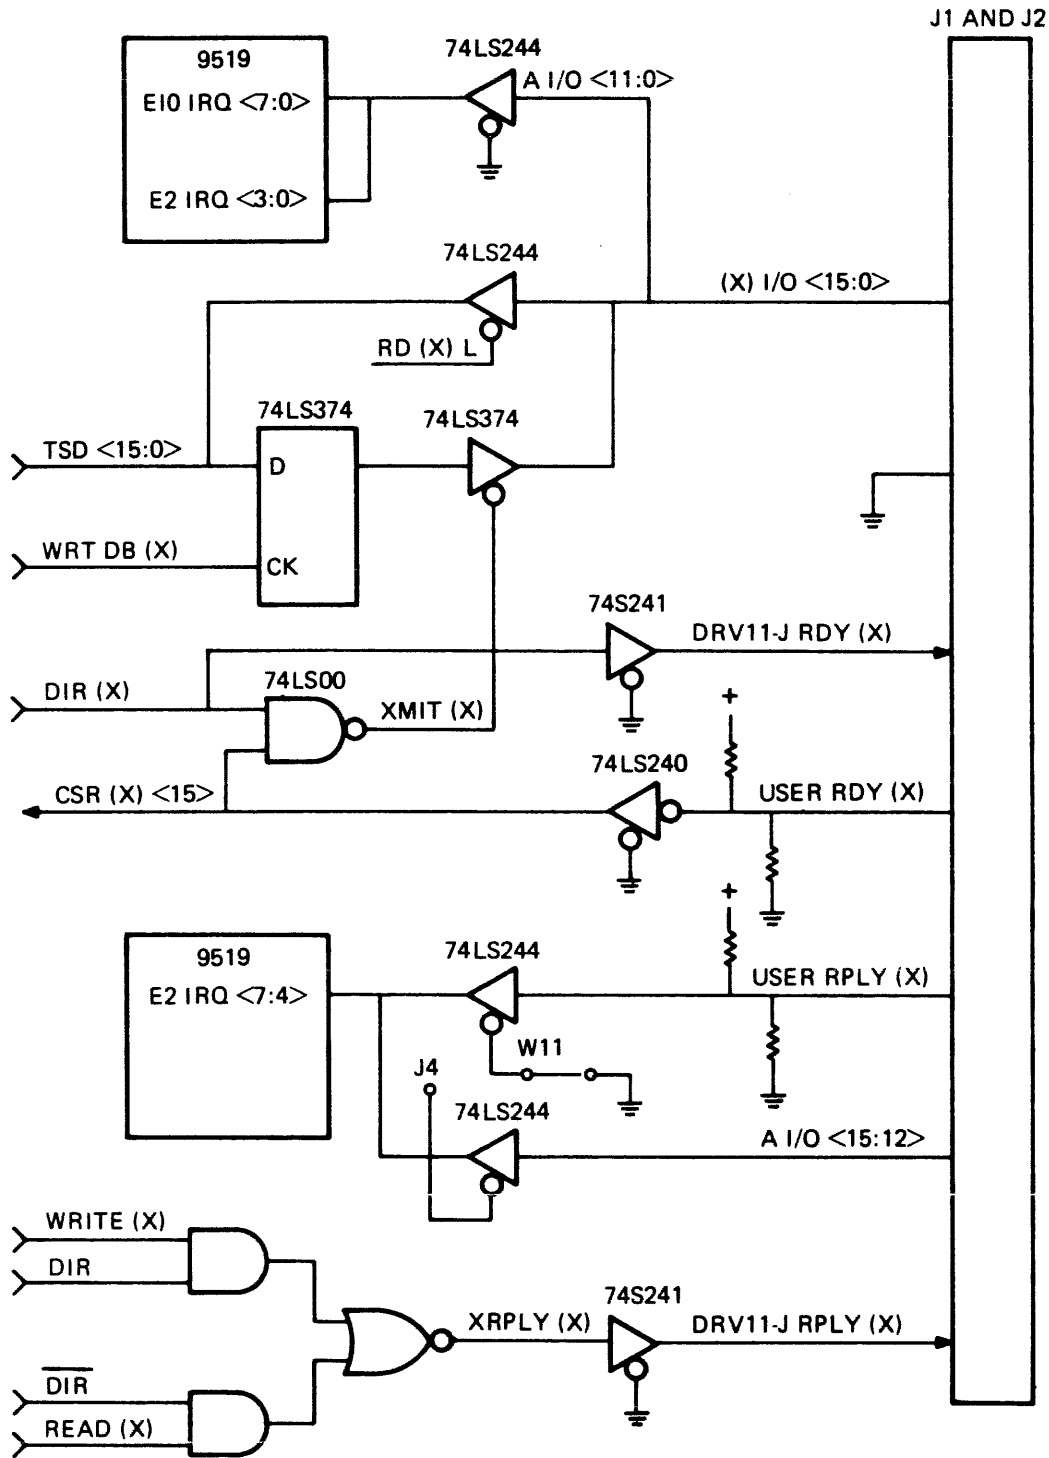 J1 AND J2
9519
74LS244
A I/O <11:0>
EI0 IRQ <7:0>
E2 IRQ <3:0>
74LS244
(X) I/O <15:0>
RD (X) L
74LS374
74LS374
TSD <15:0>
D
WRT DB (X)
CK
74S241
DRV11-J RDY (X)
74LS00
DIR (X)
XMIT (X)
+
74LS240
CSR (X) <15>
USER RDY (X)
+
9519
74LS244
E2 IRQ <7:4>
USER RPLY (X)
W11
J4
74LS244
A I/O <15:12>
WRITE (X)
DIR
74S241
XRPLY (X)
DRV11-J RPLY (X)
DIR
READ (X)